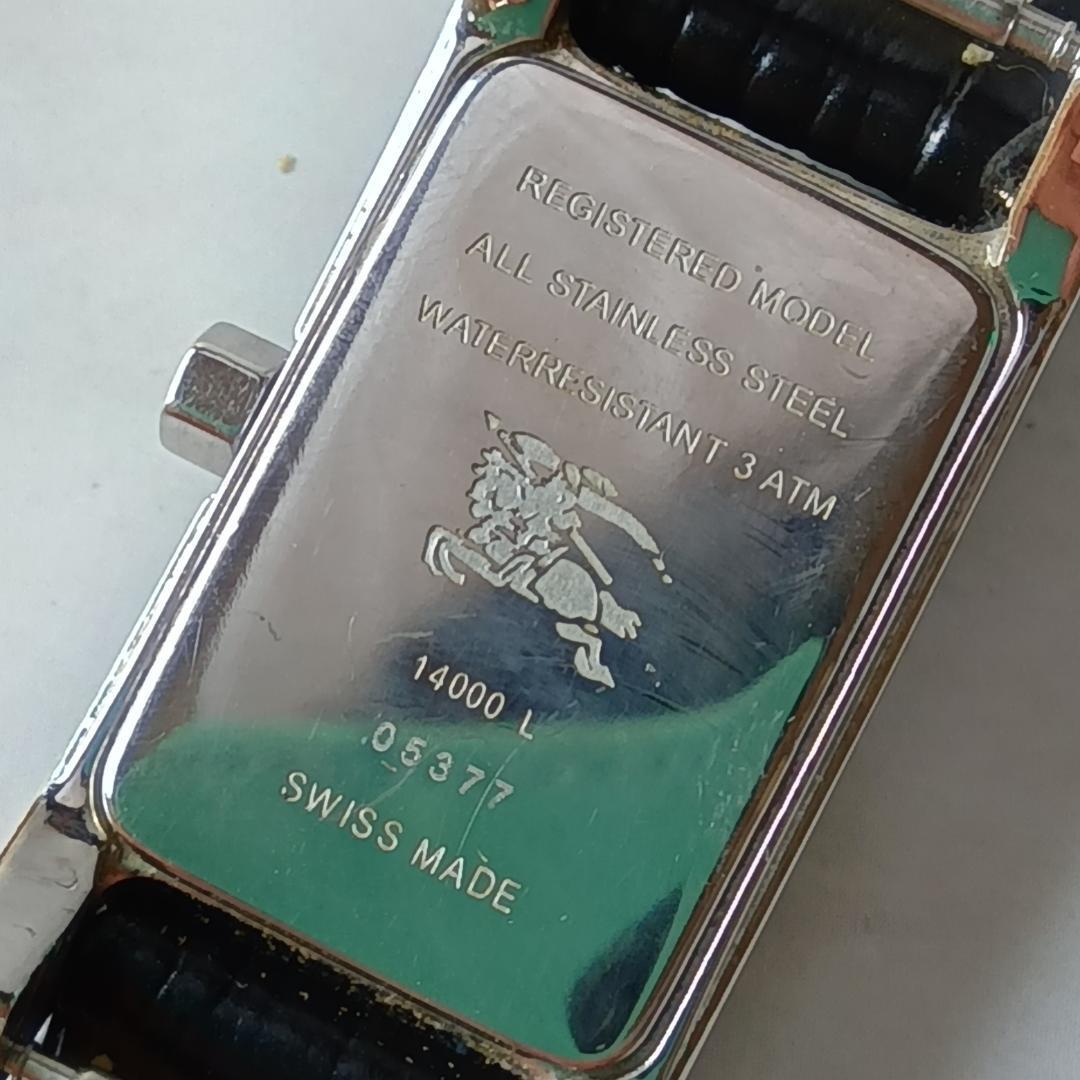 REGISTERED MODEL
ALL STAINLESS STEEL
WATERRESISTANT 3 ATM
14000 L
05377
SWISS MADE